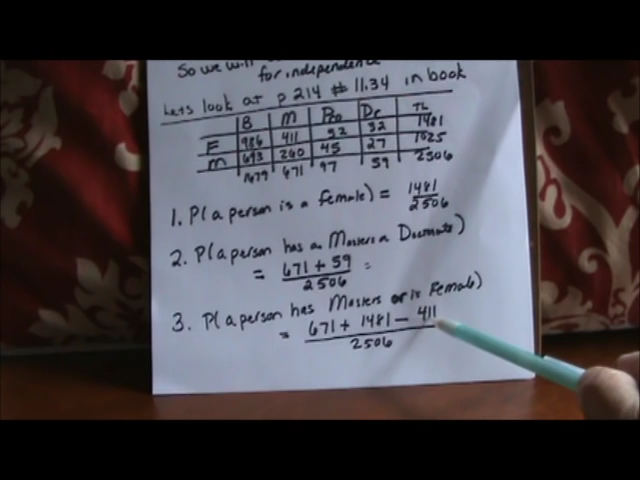 So we will
for independence
Lets look at p 214 # 11.34 in book
B M Pro Dr TL
F 986 411 52 32 1481
M 693 260 45 27 1025
1679 671 97 59 2506
1. P(a person is a female) = 1481
2506
2. P(a person has a Masters a Doctorate)
= 671 + 59 =
2506
3. P(a person has Masters or is Female)
= 671 + 1481 - 411
2506